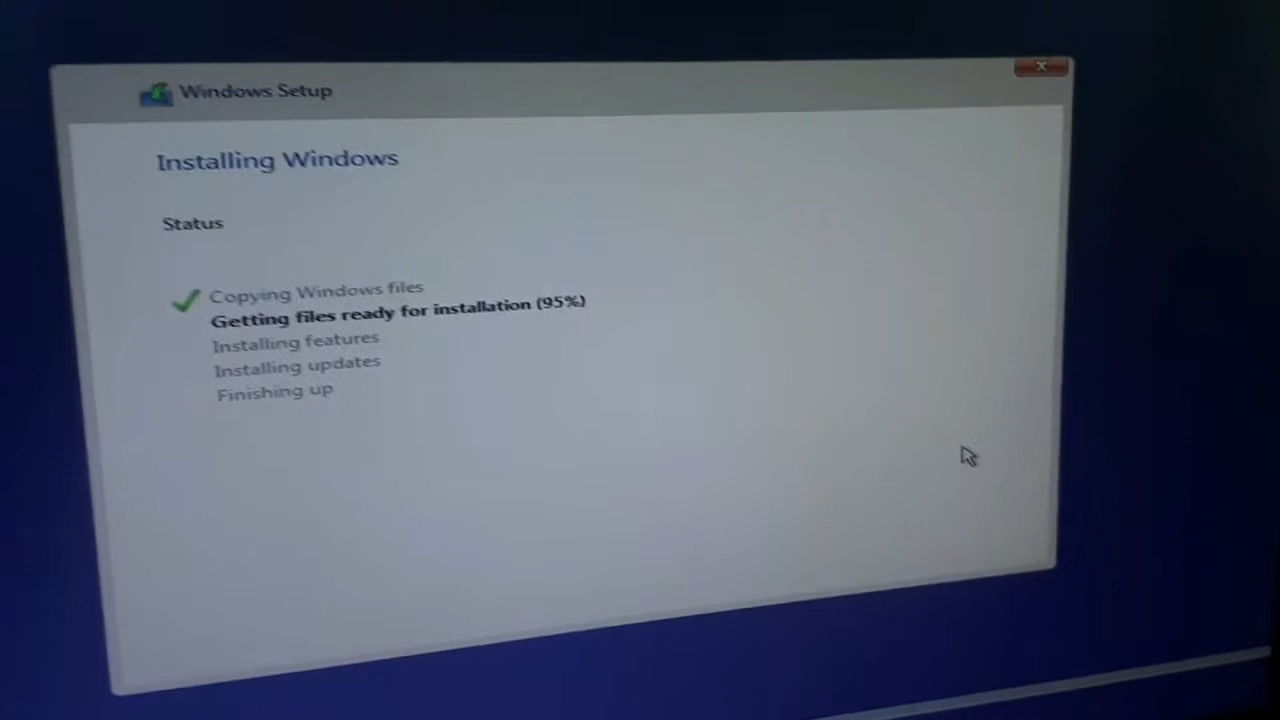 Windows Setup
Installing Windows
Status
Copying Windows files
Getting files ready for installation (95%)
Installing features
Installing updates
Finishing up